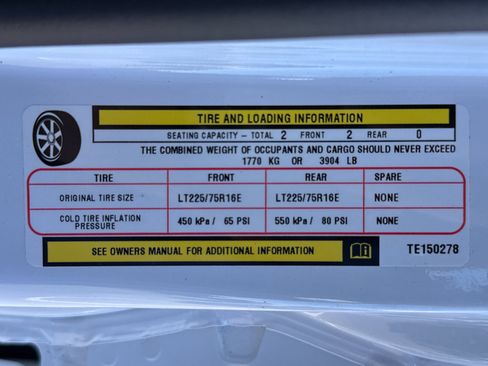 TIRE AND LOADING INFORMATION
SEATING CAPACITY – TOTAL 2 FRONT 2 REAR 0
THE COMBINED WEIGHT OF OCCUPANTS AND CARGO SHOULD NEVER EXCEED
1770 KG OR 3904 LB
TIRE FRONT REAR SPARE
ORIGINAL TIRE SIZE LT225/75R16E LT225/75R16E NONE
COLD TIRE INFLATION PRESSURE 450 kPa / 65 PSI 550 kPa / 80 PSI NONE
SEE OWNERS MANUAL FOR ADDITIONAL INFORMATION TE150278